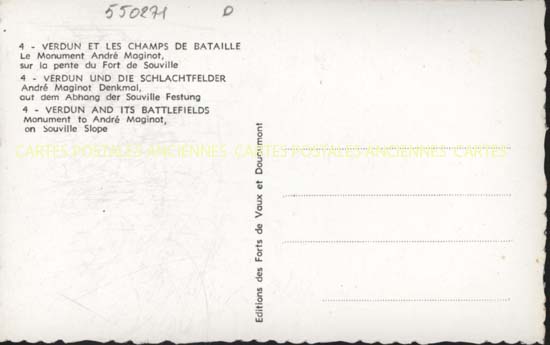 550271 D
4 - VERDUN ET LES CHAMPS DE BATAILLE
Le Monument André Maginot,
sur la pente du Fort de Souville
4 - VERDUN UND DIE SCHLACHTFELDER
André Maginot Denkmal,
auf dem Abhang der Souville Festung
4 - VERDUN AND ITS BATTLEFIELDS
Monument to André Maginot,
on Souville Slope
CARTES POSTALES ANCIENNES CARTES POSTALES ANCIENNES CARTES
Editions des Forts de Vaux et Douaumont